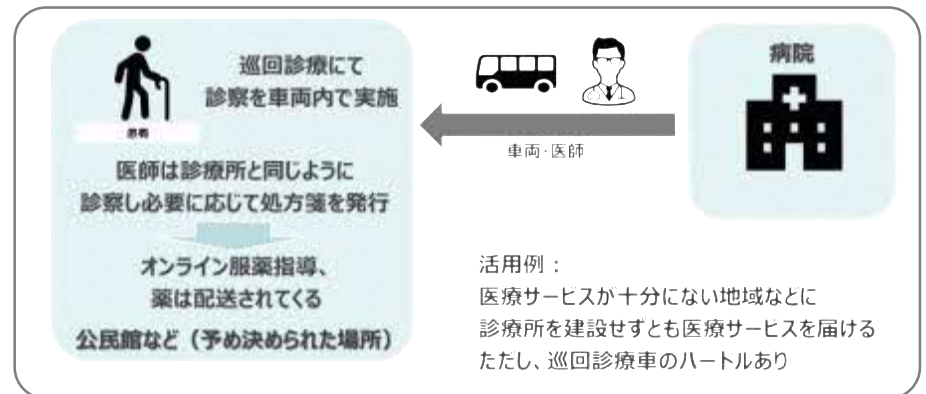 巡回診療にて
診察を車両内で実施
患者
医師は診療所と同じように
診察し必要に応じて処方箋を発行
オンライン服薬指導、
薬は配送されてくる
公民館など（予め決められた場所）
車両・医師
病院
活用例：
医療サービスが十分にない地域などに
診療所を建設せずとも医療サービスを届ける
ただし、巡回診療車のハートルあり